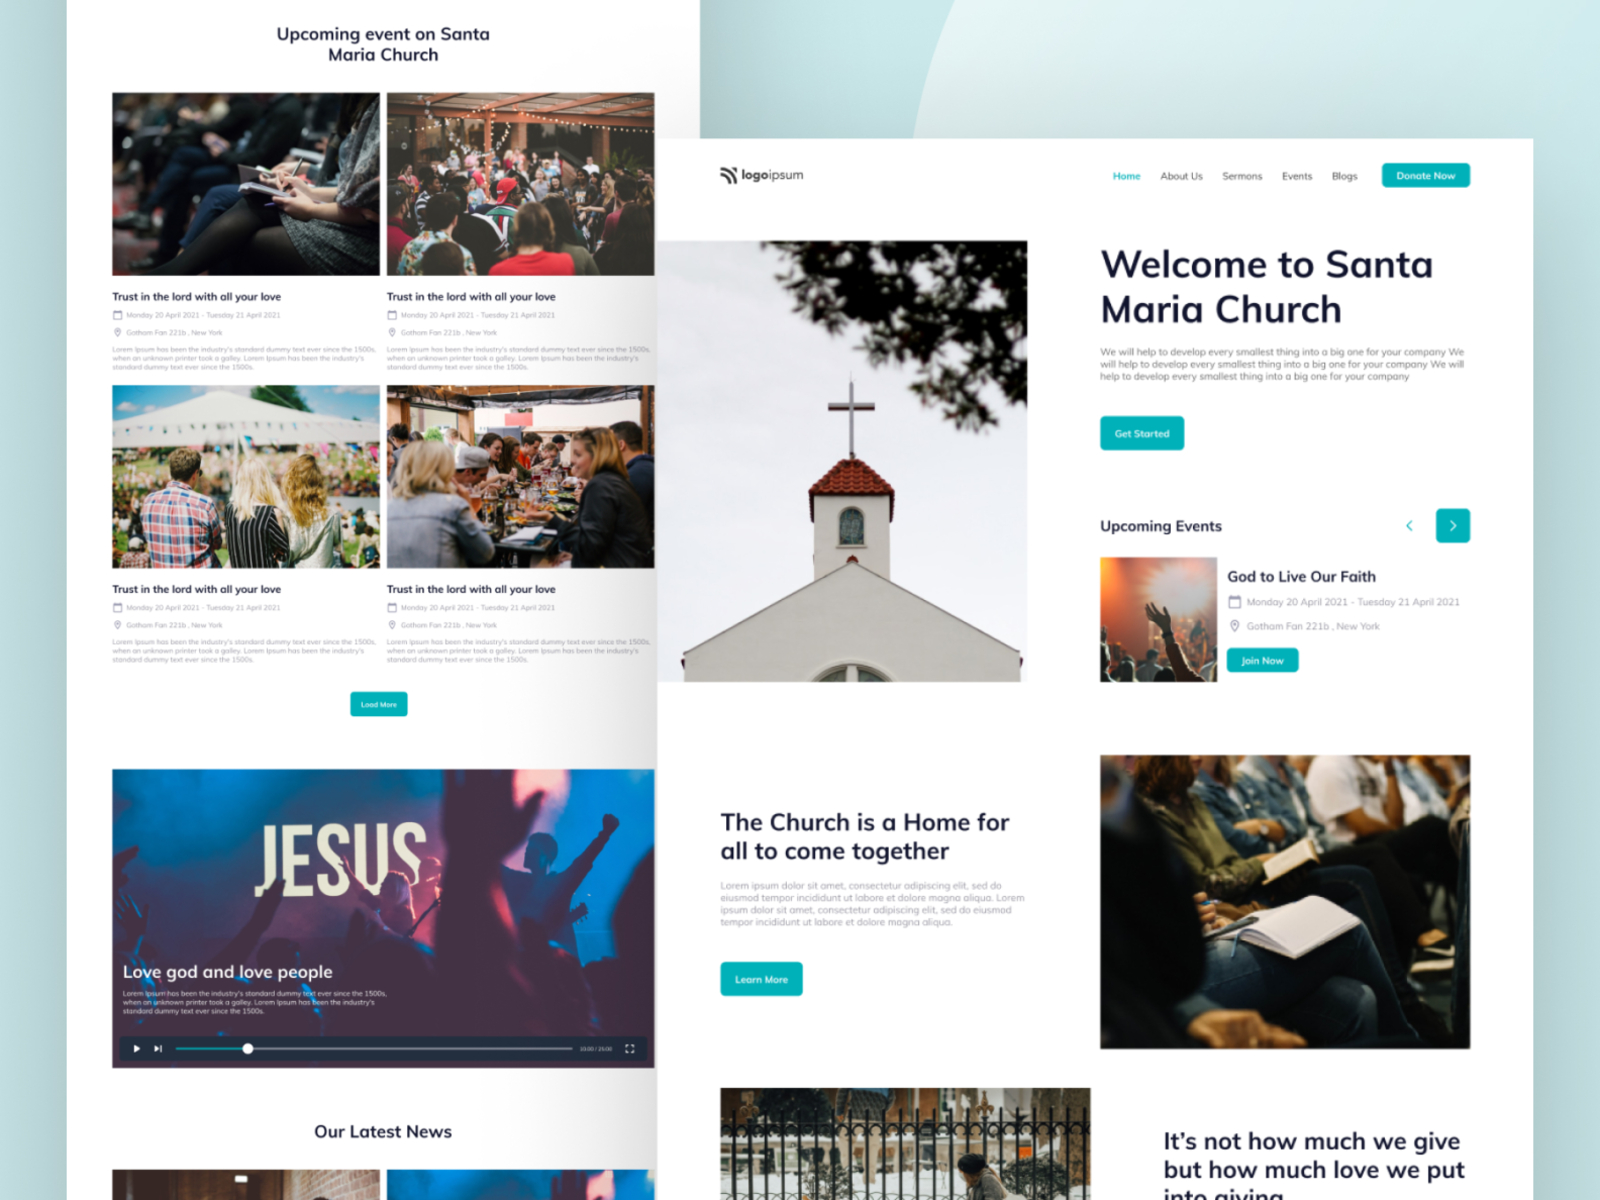 Upcoming event on Santa
Maria Church
Trust in the lord with all your love
Monday 20 April 2021 - Tuesday 21 April 2021
Gotham Fan 221b , New York
Lorem Ipsum has been the industry's standard dummy text ever since the 1500s,
when an unknown printer took a galley. Lorem Ipsum has been the industry's
standard dummy text ever since the 1500s.
Trust in the lord with all your love
Monday 20 April 2021 - Tuesday 21 April 2021
Gotham Fan 221b , New York
Lorem Ipsum has been the industry's standard dummy text ever since the 1500s,
when an unknown printer took a galley. Lorem Ipsum has been the industry's
standard dummy text ever since the 1500s.
Trust in the lord with all your love
Monday 20 April 2021 - Tuesday 21 April 2021
Gotham Fan 221b , New York
Lorem Ipsum has been the industry's standard dummy text ever since the 1500s,
when an unknown printer took a galley. Lorem Ipsum has been the industry's
standard dummy text ever since the 1500s.
Trust in the lord with all your love
Monday 20 April 2021 - Tuesday 21 April 2021
Gotham Fan 221b , New York
Lorem Ipsum has been the industry's standard dummy text ever since the 1500s,
when an unknown printer took a galley. Lorem Ipsum has been the industry's
standard dummy text ever since the 1500s.
Load More
JESUS
Love god and love people
Lorem Ipsum has been the industry's standard dummy text ever since the 1500s,
when an unknown printer took a galley. Lorem Ipsum has been the industry's
standard dummy text ever since the 1500s.
Our Latest News
logoipsum
Home About Us Sermons Events Blogs Donate Now
Welcome to Santa
Maria Church
We will help to develop every smallest thing into a big one for your company We
will help to develop every smallest thing into a big one for your company We will
help to develop every smallest thing into a big one for your company
Get Started
Upcoming Events
God to Live Our Faith
Monday 20 April 2021 - Tuesday 21 April 2021
Gotham Fan 221b , New York
Join Now
The Church is a Home for
all to come together
Lorem ipsum dolor sit amet, consectetur adipiscing elit, sed do
eiusmod tempor incididunt ut labore et dolore magna aliqua. Lorem
ipsum dolor sit amet, consectetur adipiscing elit, sed do eiusmod
tempor incididunt ut labore et dolore magna aliqua.
Learn More
It's not how much we give
but how much love we put
into giving